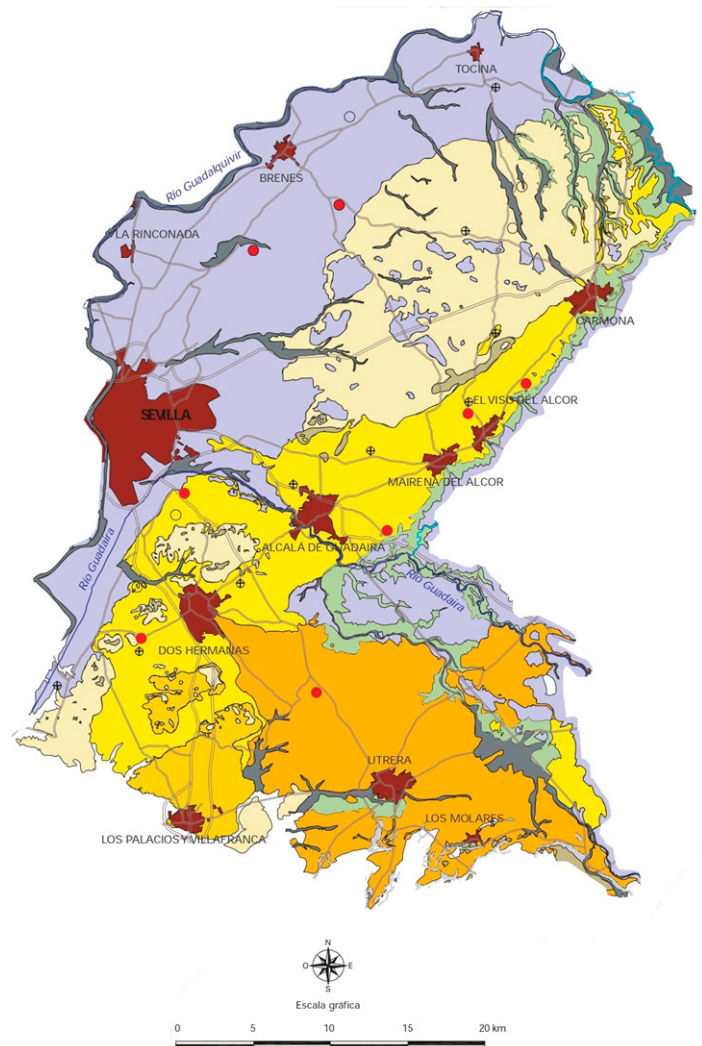 TOCINA
BRENES
Río Guadalquivir
LA RINCONADA
CARMONA
SEVILLA
EL VISO DEL ALCOR
MAIRENA DEL ALCOR
ALCALA DE GUADAIRA
Río Guadaira
Río Guadaira
DOS HERMANAS
UTRERA
LOS MOLARES
LOS PALACIOS Y VILLAFRANCA
N
O
E
S
Escala gráfica
0 5 10 15 20 km